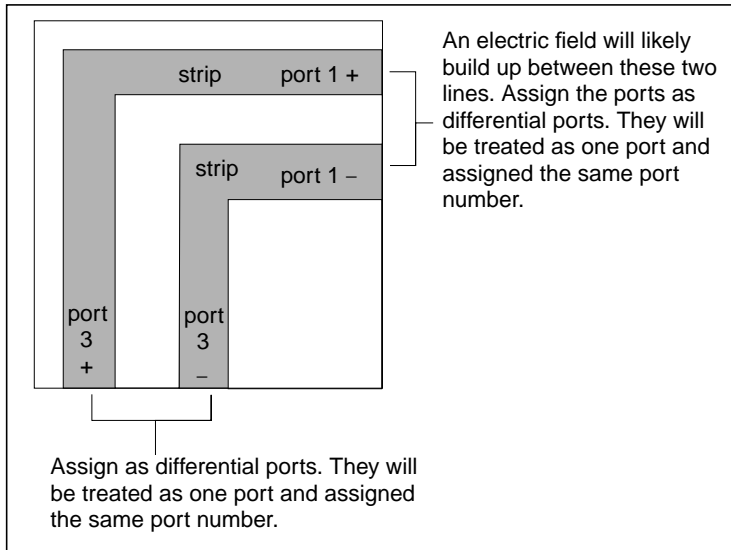 strip port 1 +
An electric field will likely
build up between these two
lines. Assign the ports as
differential ports. They will
be treated as one port and
assigned the same port
number.
strip port 1 –
port
3
+
port
3
–
Assign as differential ports. They will
be treated as one port and assigned
the same port number.